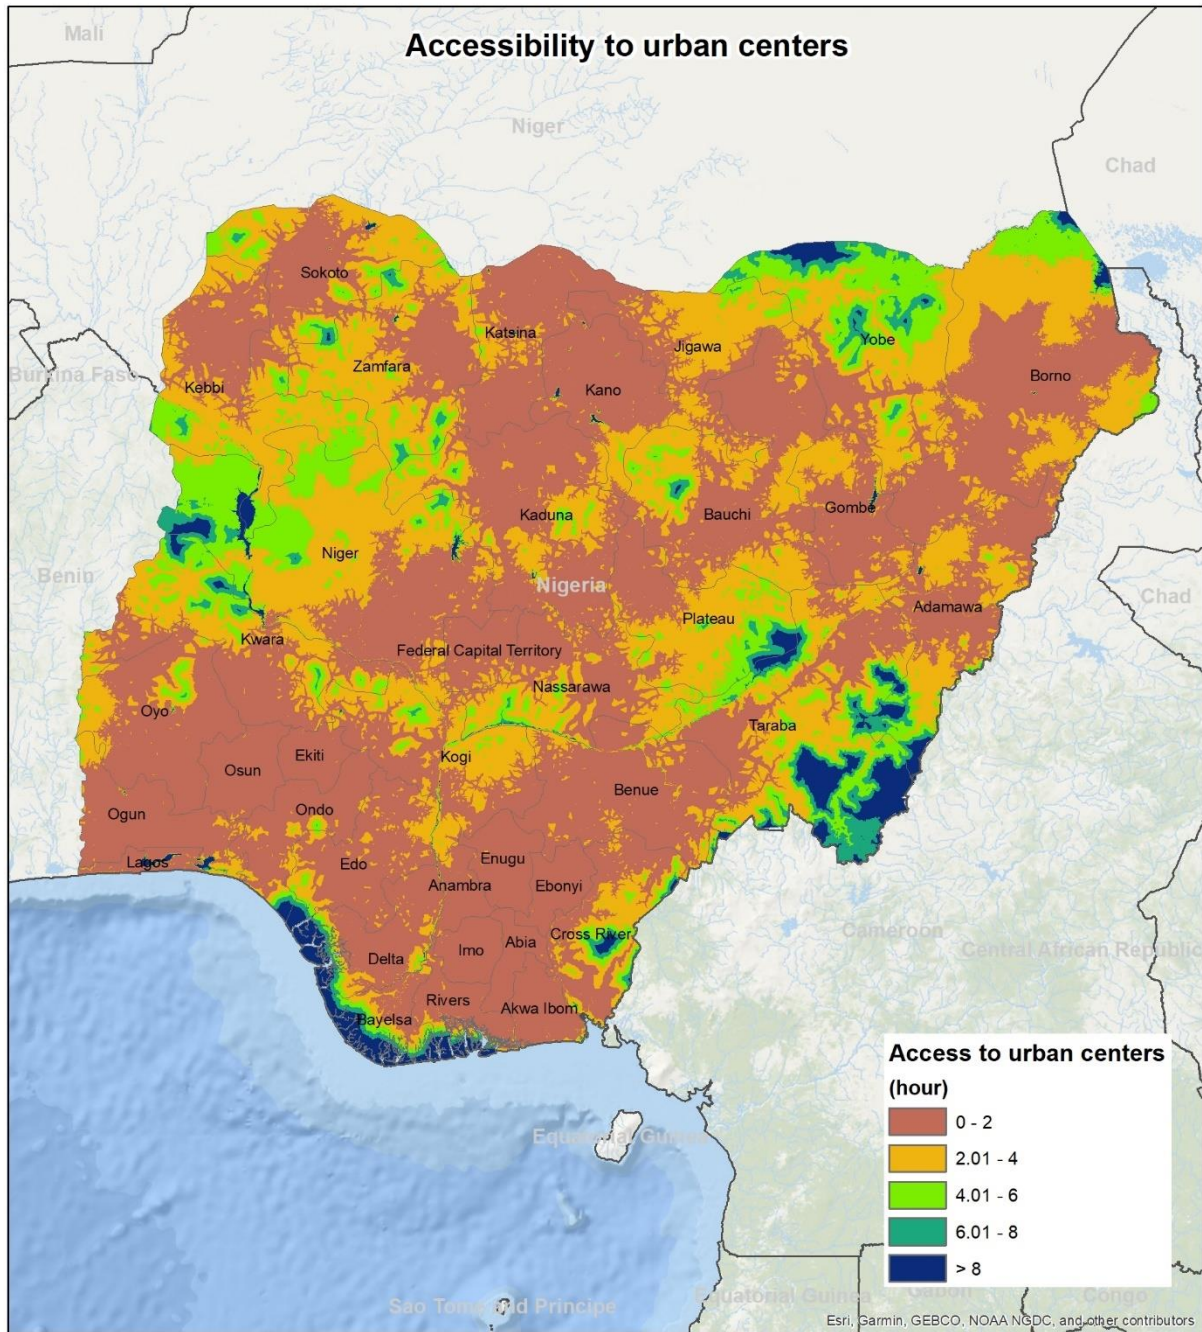 Accessibility to urban centers
Mali
Niger
Chad
Sokoto
Katsina
Jigawa
Yobe
Zamfara
Burkina Faso
Kebbi
Kano
Borno
Kaduna
Bauchi
Gombe
Niger
Benin
Nigeria
Chad
Plateau
Adamawa
Kwara
Federal Capital Territory
Nassarawa
Oyo
Taraba
Ekiti
Kogi
Osun
Benue
Ogun
Ondo
Lagos
Edo
Enugu
Anambra
Ebonyi
Cross River
Cameroon
Imo
Abia
Central African Republic
Delta
Rivers
Akwa Ibom
Bayelsa
Access to urban centers
(hour)
0 - 2
2.01 - 4
4.01 - 6
6.01 - 8
> 8
Equatorial Guinea
Equatorial Guinea
Gabon
Congo
Sao Tome and Principe
Esri, Garmin, GEBCO, NOAA NGDC, and other contributors